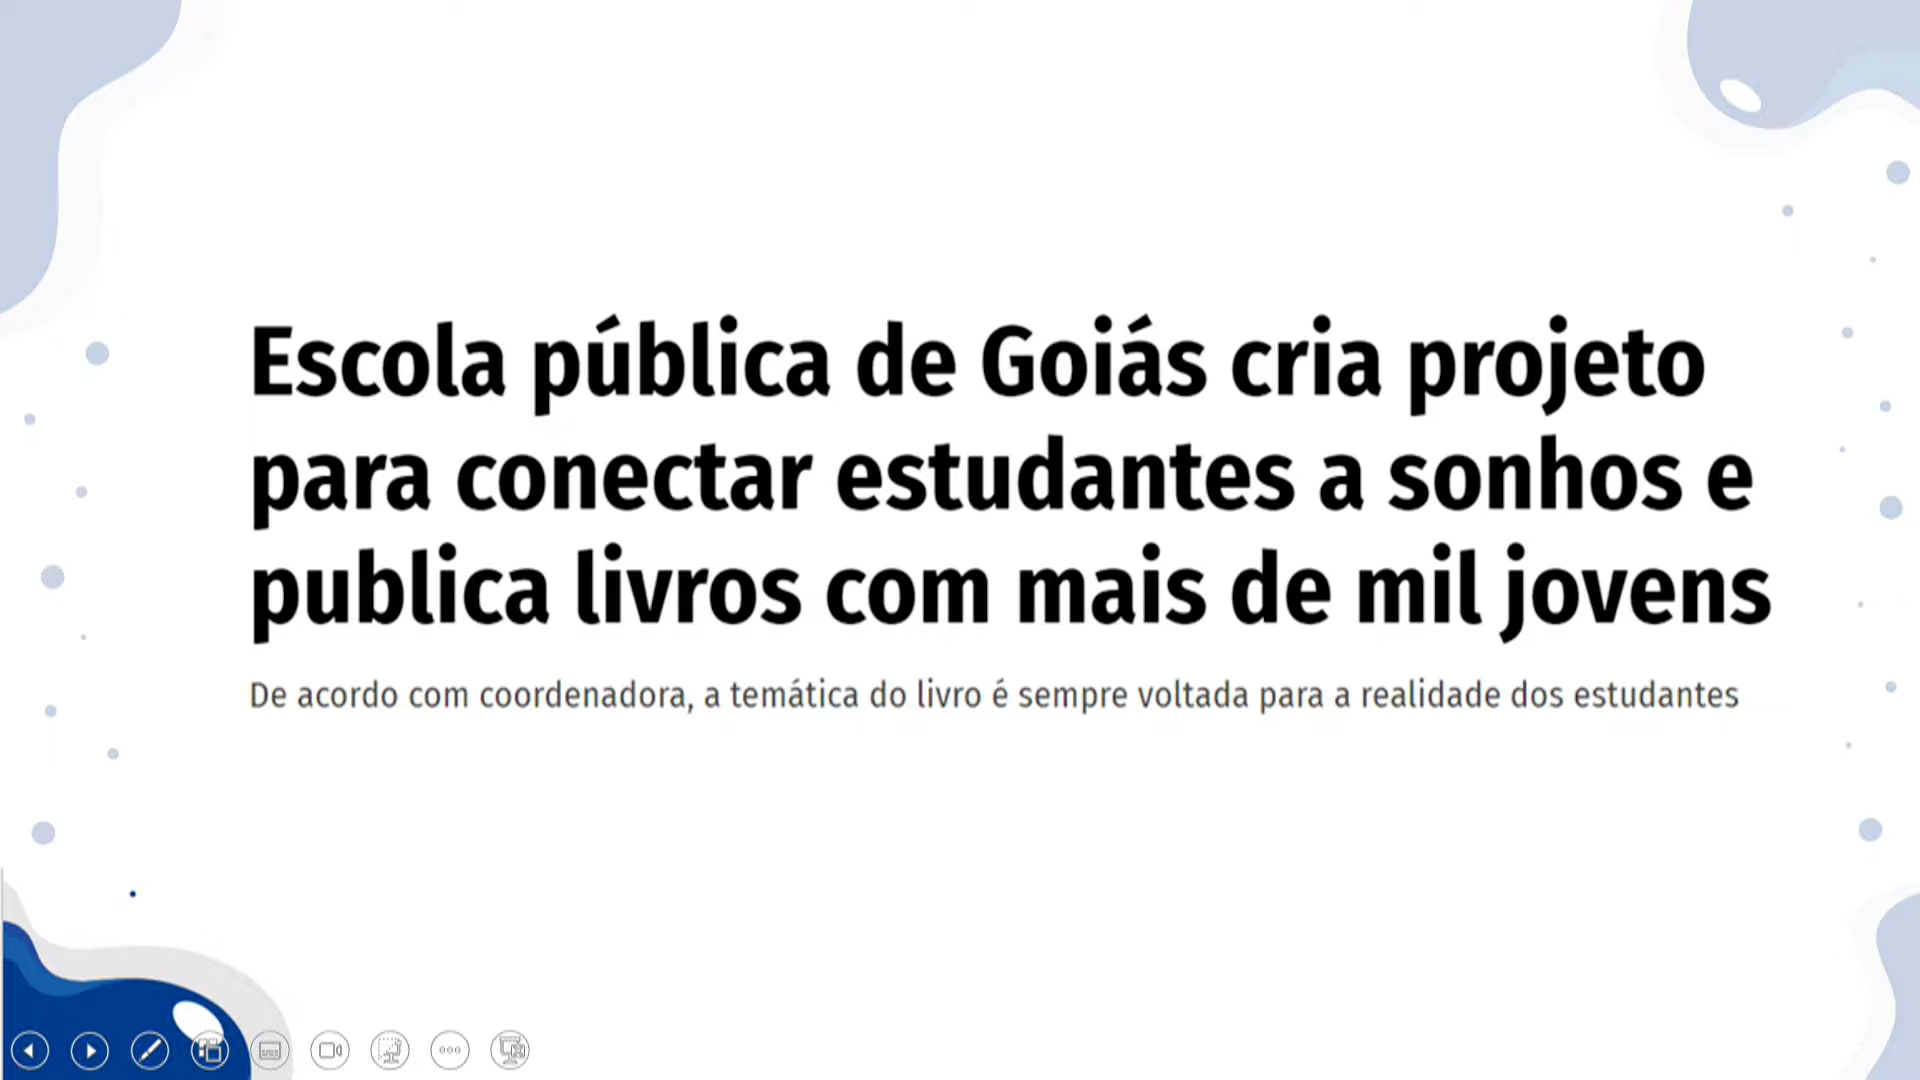 Escola pública de Goiás cria projeto
para conectar estudantes a sonhos e
publica livros com mais de mil jovens
De acordo com coordenadora, a temática do livro é sempre voltada para a realidade dos estudantes